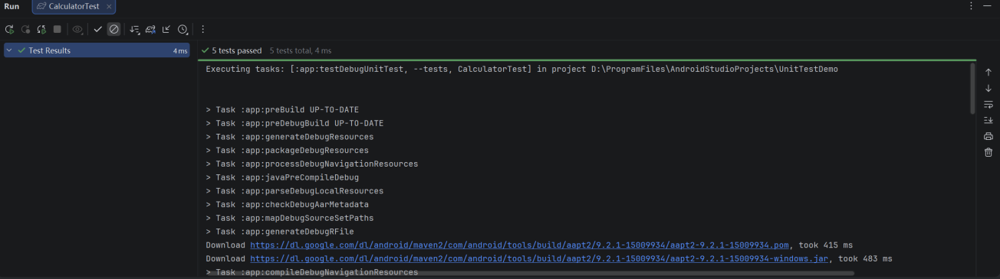 Run CalculatorTest
Test Results 4 ms
5 tests passed 5 tests total, 4 ms
Executing tasks: [:app:testDebugUnitTest, --tests, CalculatorTest] in project D:\ProgramFiles\AndroidStudioProjects\UnitTestDemo
> Task :app:preBuild UP-TO-DATE
> Task :app:preDebugBuild UP-TO-DATE
> Task :app:generateDebugResources
> Task :app:packageDebugResources
> Task :app:processDebugNavigationResources
> Task :app:javaPreCompileDebug
> Task :app:parseDebugLocalResources
> Task :app:checkDebugAarMetadata
> Task :app:mapDebugSourceSetPaths
> Task :app:generateDebugRFile
Download https://dl.google.com/dl/android/maven2/com/android/tools/build/aapt2/9.2.1-15009934/aapt2-9.2.1-15009934.pom, took 415 ms
Download https://dl.google.com/dl/android/maven2/com/android/tools/build/aapt2/9.2.1-15009934/aapt2-9.2.1-15009934-windows.jar, took 483 ms
> Task :app:compileDebugNavigationResources